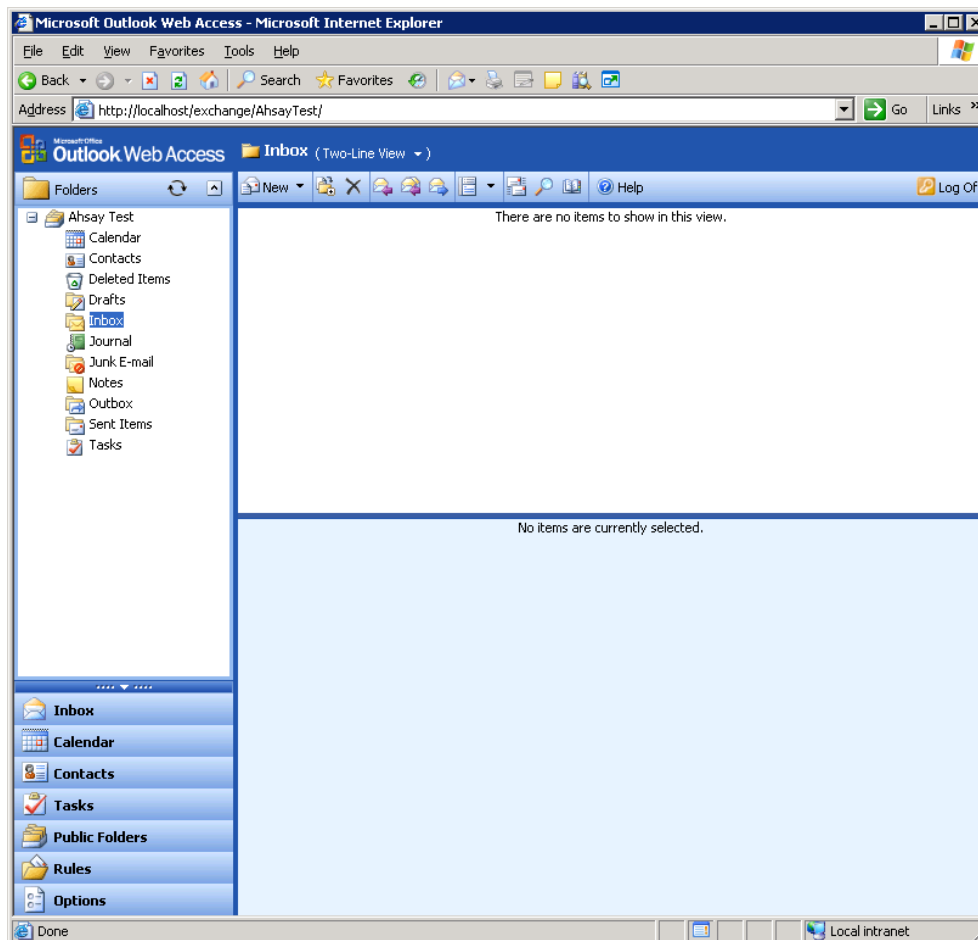 Microsoft Outlook Web Access - Microsoft Internet Explorer
File Edit View Favorites Tools Help
Back Search Favorites
Address http://localhost/exchange/AhsayTest/ Go Links »
Microsoft Office
Outlook Web Access Inbox (Two-Line View)
Folders New Help Log Of
Ahsay Test There are no items to show in this view.
Calendar
Contacts
Deleted Items
Drafts
Inbox
Journal
Junk E-mail
Notes
Outbox
Sent Items
Tasks
No items are currently selected.
Inbox
Calendar
Contacts
Tasks
Public Folders
Rules
Options
Done Local intranet